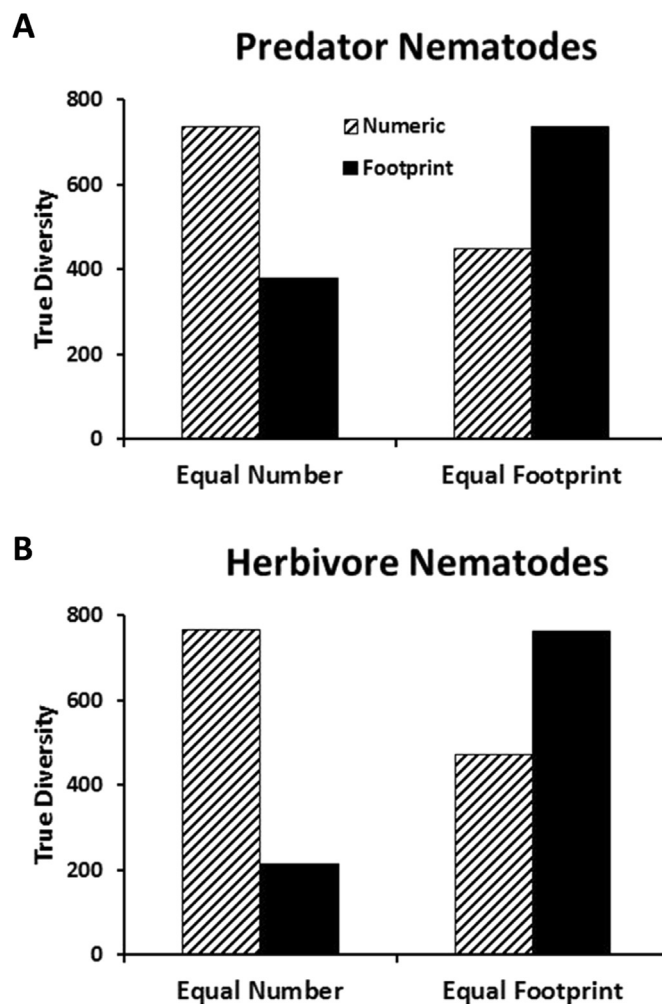 A
Predator Nematodes
800
600
400
200
0
True Diversity
Numeric
Footprint
Equal Number
Equal Footprint
B
Herbivore Nematodes
800
600
400
200
0
True Diversity
Equal Number
Equal Footprint